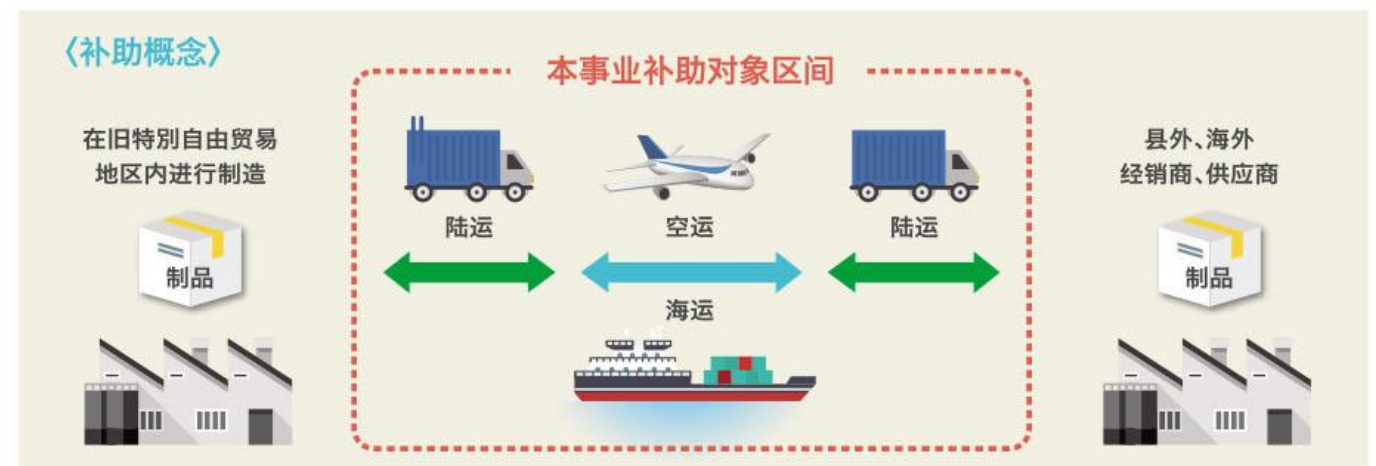 〈补助概念〉
本事业补助对象区间
在旧特别自由贸易
地区内进行制造
制品
陆运
空运
陆运
海运
县外、海外
经销商、供应商
制品